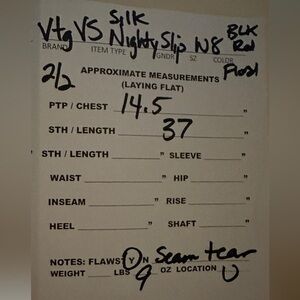 Vtg VS Silk Nighty Slip W8 BLK Red Floral
BRAND ITEM TYPE GNDR SZ COLOR
2/2 APPROXIMATE MEASUREMENTS
(LAYING FLAT)
PTP / CHEST 14.5 "
STH / LENGTH 37 "
STH / LENGTH " SLEEVE "
WAIST " HIP "
INSEAM " RISE "
HEEL " SHAFT "
NOTES: FLAWS? Y N Seam tear
WEIGHT LBS 9 OZ LOCATION U